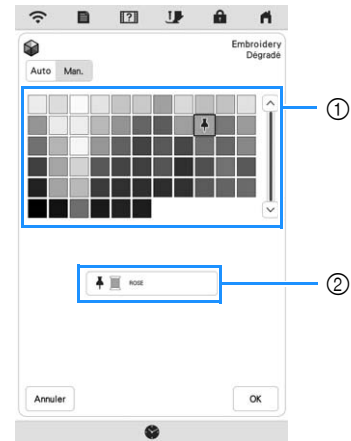 Embroidery
Dégradé
Auto Man.
①
ROSE
②
Annuler OK